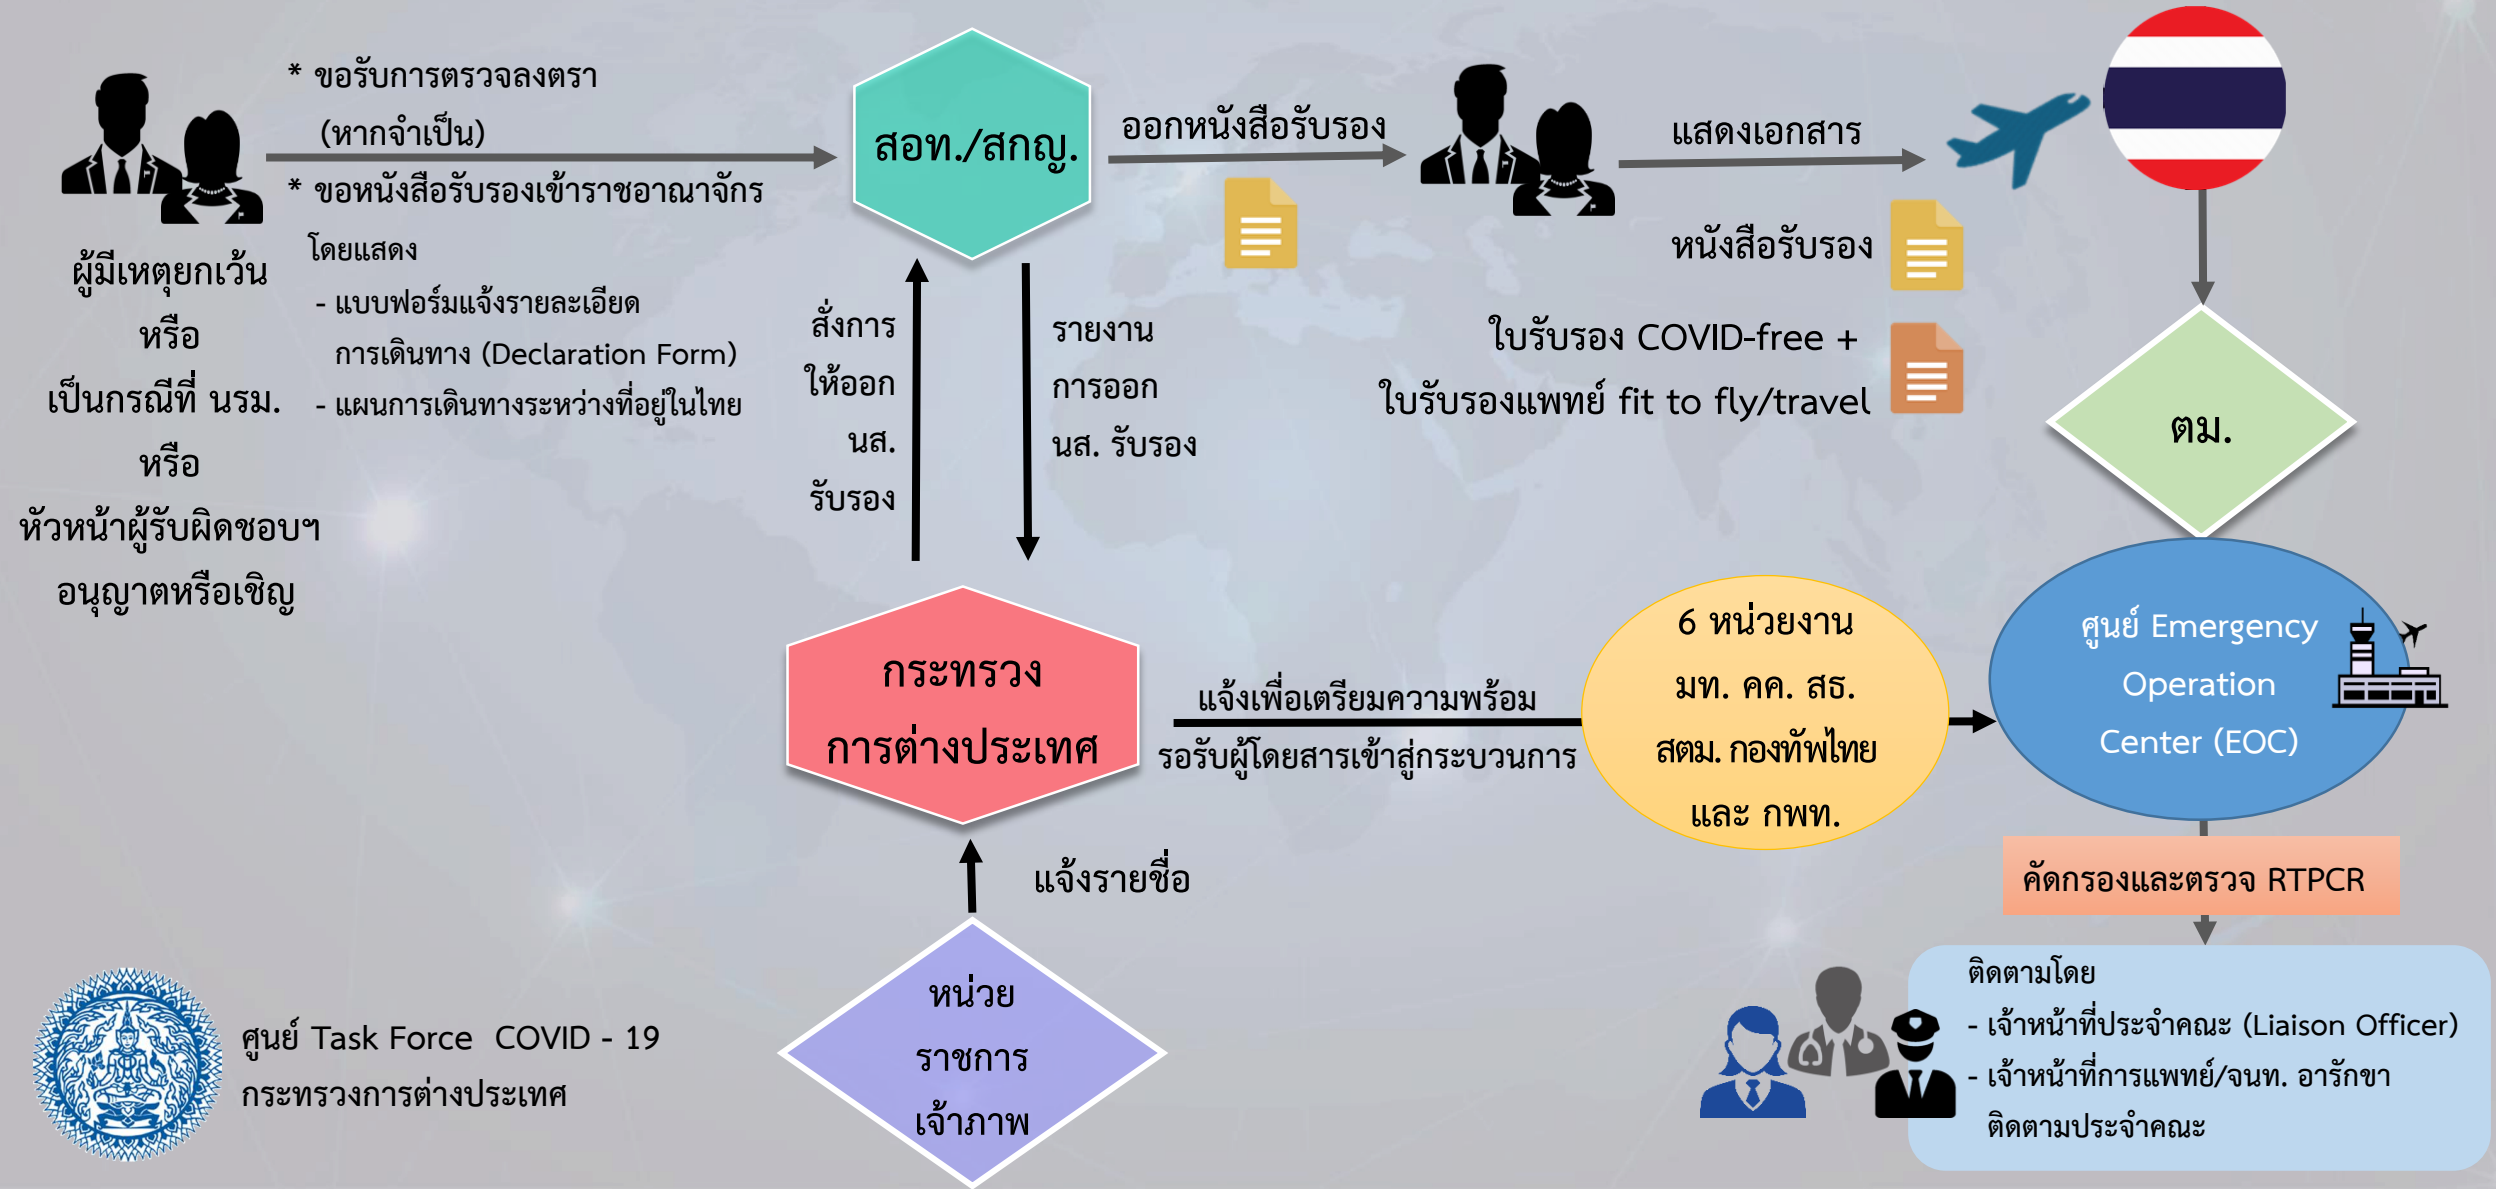 * ขอรับการตรวจลงตรา
(หากจำเป็น)
* ขอหนังสือรับรองเข้าราชอาณาจักร
โดยแสดง
- แบบฟอร์มแจ้งรายละเอียด
การเดินทาง (Declaration Form)
- แผนการเดินทางระหว่างที่อยู่ในไทย
ผู้มีเหตุยกเว้น
หรือ
เป็นกรณีที่ นรม.
หรือ
หัวหน้าผู้รับผิดชอบฯ
อนุญาตหรือเชิญ
สอท./สกญ.
ออกหนังสือรับรอง
แสดงเอกสาร
หนังสือรับรอง
ใบรับรอง COVID-free +
ใบรับรองแพทย์ fit to fly/travel
สั่งการ
ให้ออก
นส.
รับรอง
รายงาน
การออก
นส. รับรอง
ตม.
กระทรวง
การต่างประเทศ
แจ้งเพื่อเตรียมความพร้อม
รอรับผู้โดยสารเข้าสู่กระบวนการ
6 หน่วยงาน
มท. คค. สธ.
สตม. กองทัพไทย
และ กพท.
ศูนย์ Emergency
Operation
Center (EOC)
แจ้งรายชื่อ
คัดกรองและตรวจ RTPCR
หน่วย
ราชการ
เจ้าภาพ
ติดตามโดย
- เจ้าหน้าที่ประจำคณะ (Liaison Officer)
- เจ้าหน้าที่การแพทย์/จนท. อารักขา
ติดตามประจำคณะ
ศูนย์ Task Force COVID - 19
กระทรวงการต่างประเทศ